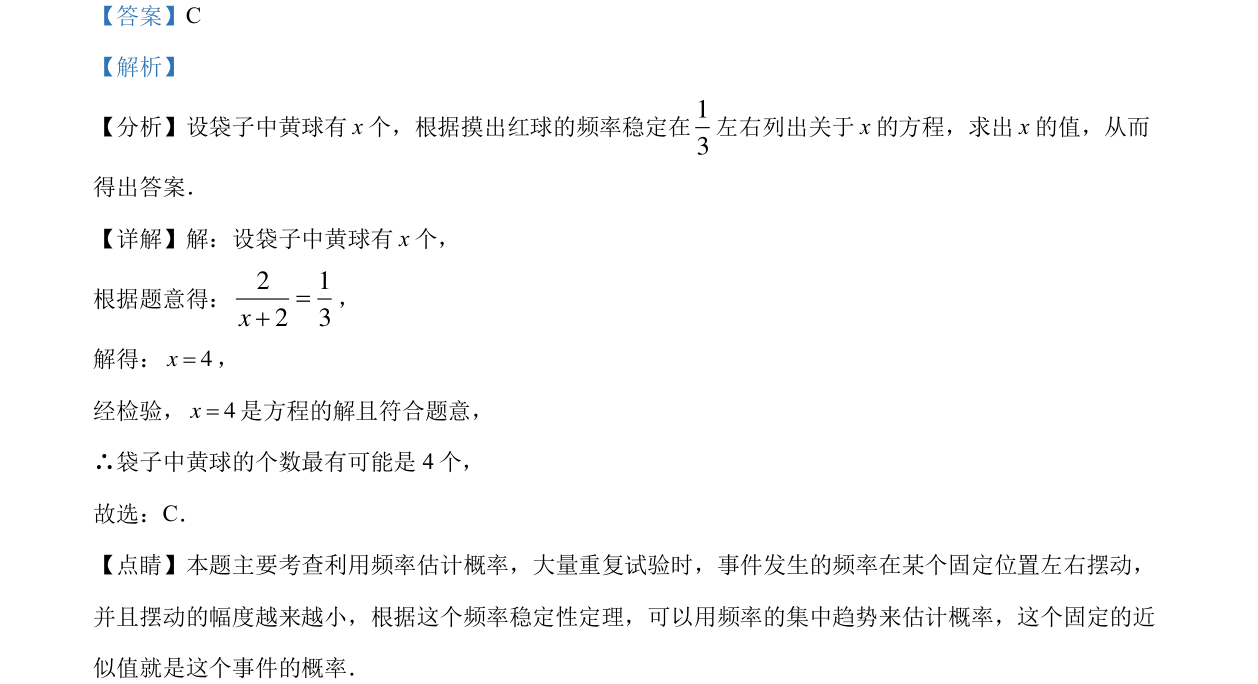 【答案】C
【解析】
【分析】设袋子中黄球有 x 个，根据摸出红球的频率稳定在 1/3 左右列出关于 x 的方程，求出 x 的值，从而
得出答案．
【详解】解：设袋子中黄球有 x 个，
根据题意得： 2/(x+2) = 1/3，
解得： x=4，
经检验， x=4 是方程的解且符合题意，
∴袋子中黄球的个数最有可能是 4 个，
故选：C．
【点睛】本题主要考查利用频率估计概率，大量重复试验时，事件发生的频率在某个固定位置左右摆动，
并且摆动的幅度越来越小，根据这个频率稳定性定理，可以用频率的集中趋势来估计概率，这个固定的近
似值就是这个事件的概率．